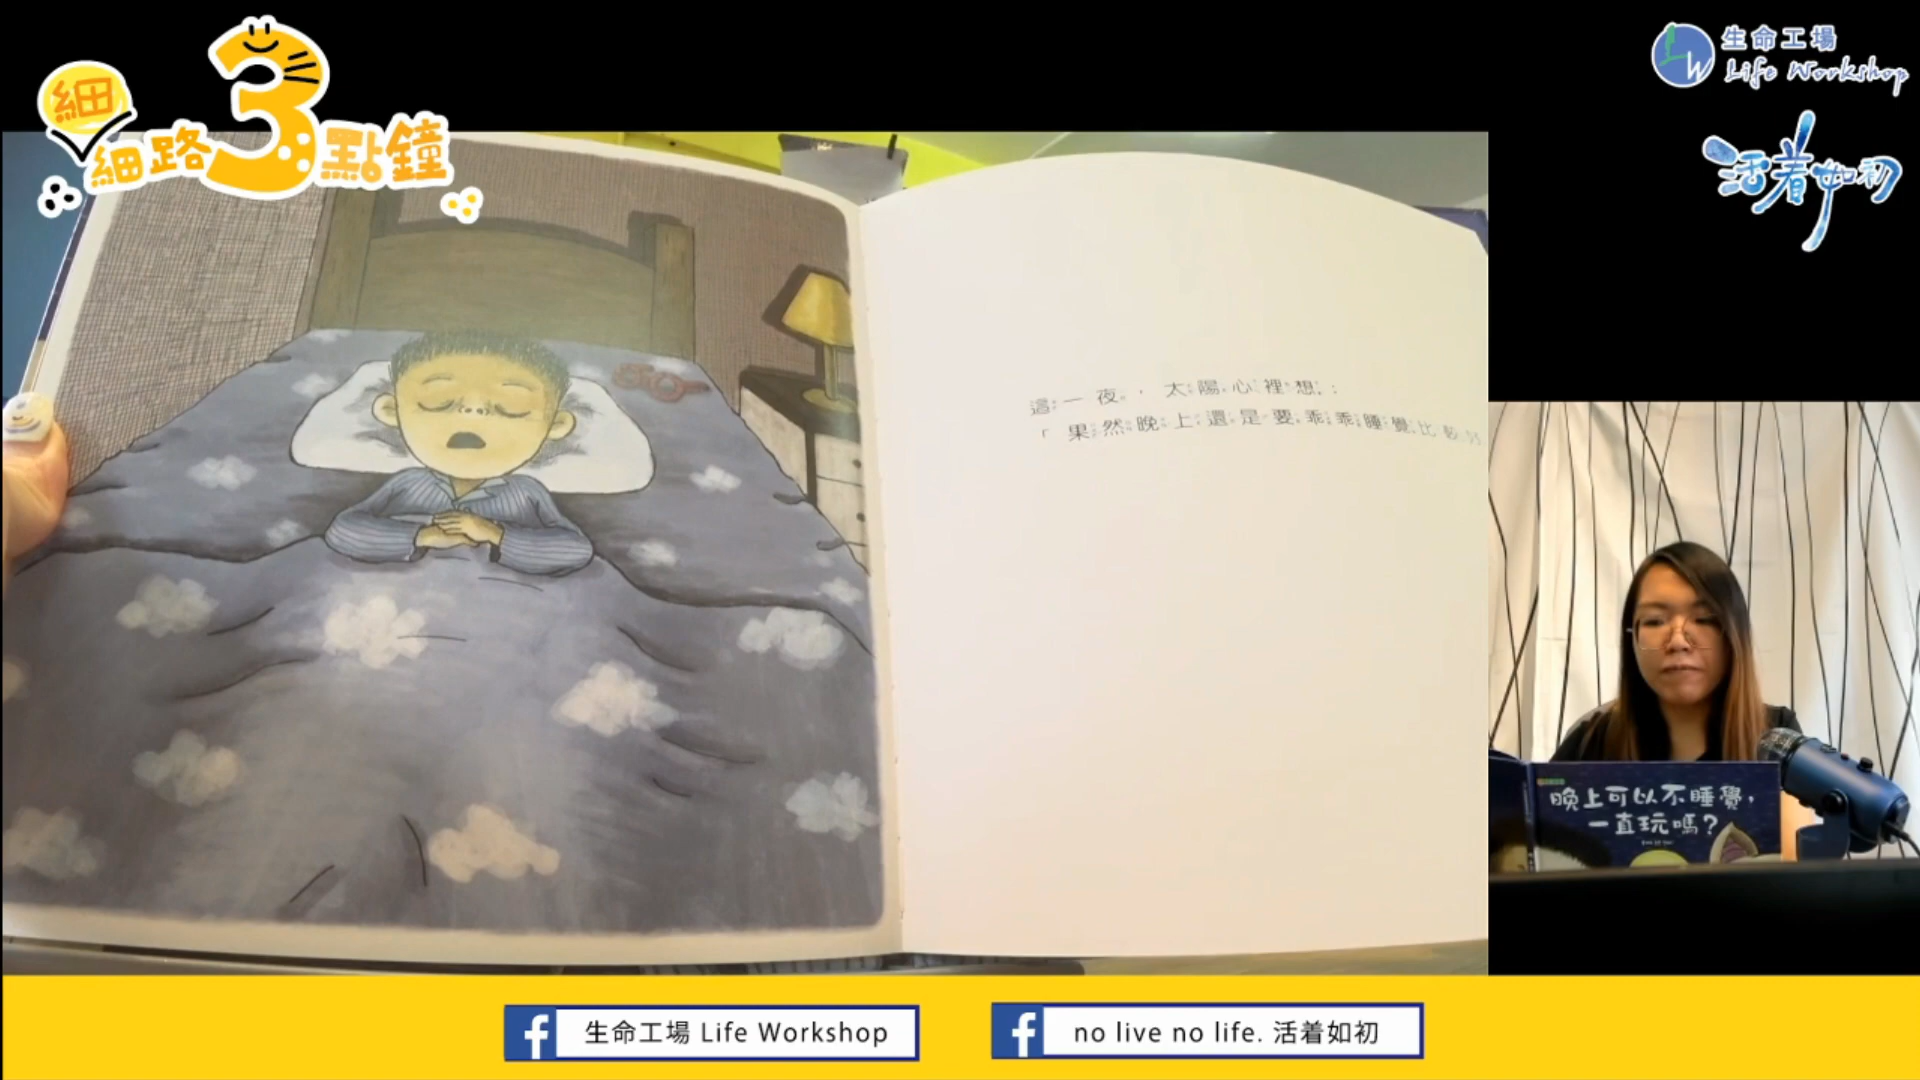 細
細路3點鐘
生命工場
Life Workshop
活着如初
這一夜，太陽心裡想：
「果然晚上還是要乖乖睡覺比較
晚上可以不睡覺，
一直玩嗎？
生命工場 Life Workshop
no live no life. 活着如初